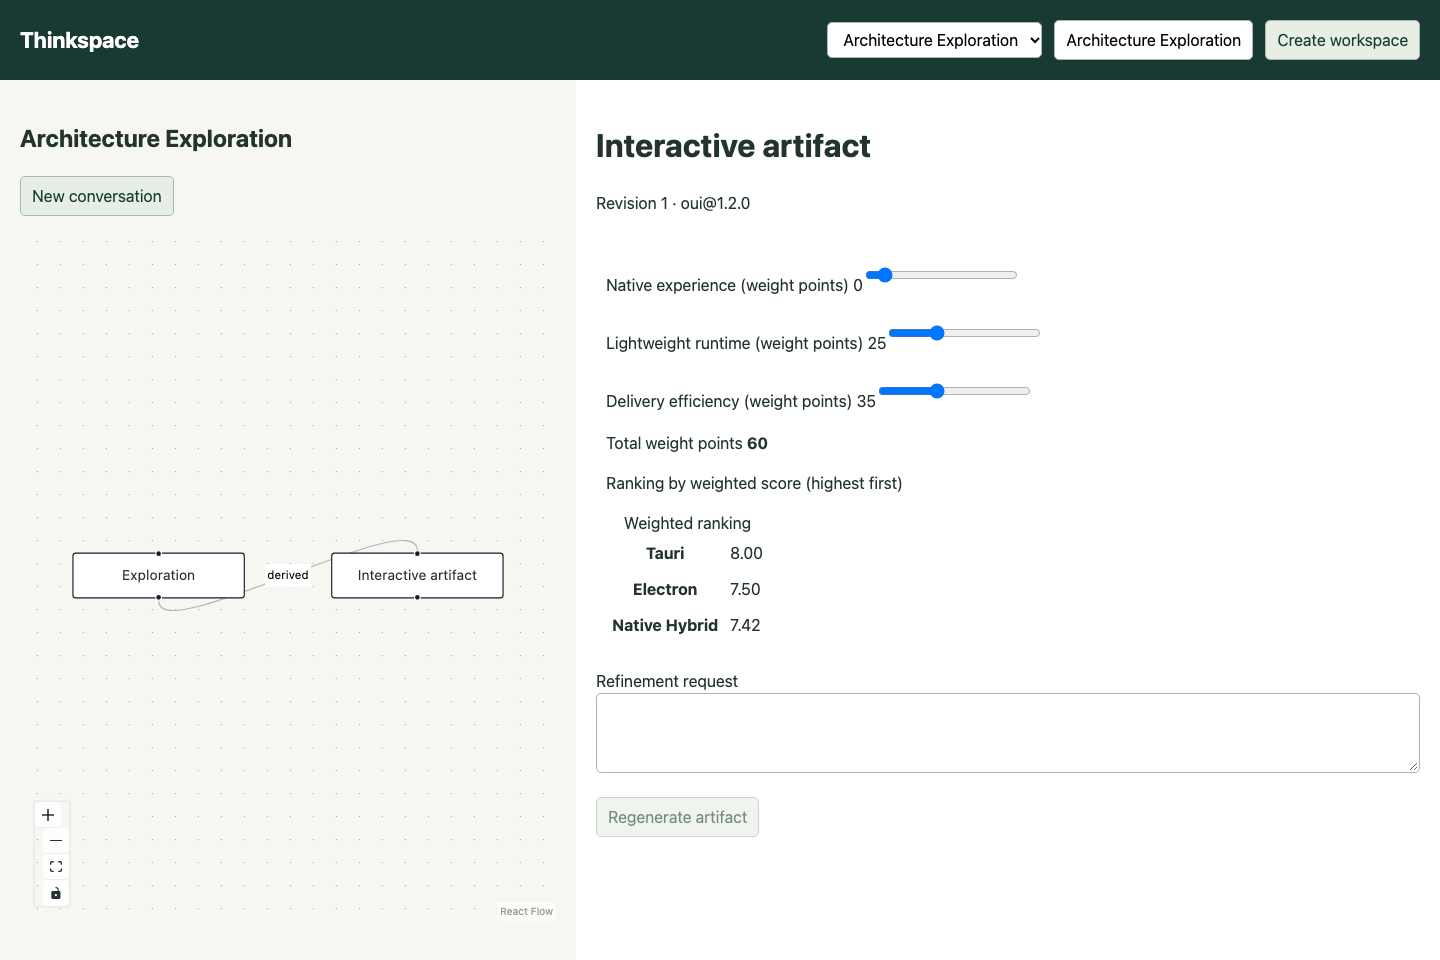 Thinkspace
Architecture Exploration
Architecture Exploration
Create workspace
Architecture Exploration
New conversation
Exploration
derived
Interactive artifact
React Flow
Interactive artifact
Revision 1 · oui@1.2.0
Native experience (weight points) 0
Lightweight runtime (weight points) 25
Delivery efficiency (weight points) 35
Total weight points 60
Ranking by weighted score (highest first)
Weighted ranking
Tauri 8.00
Electron 7.50
Native Hybrid 7.42
Refinement request
Regenerate artifact